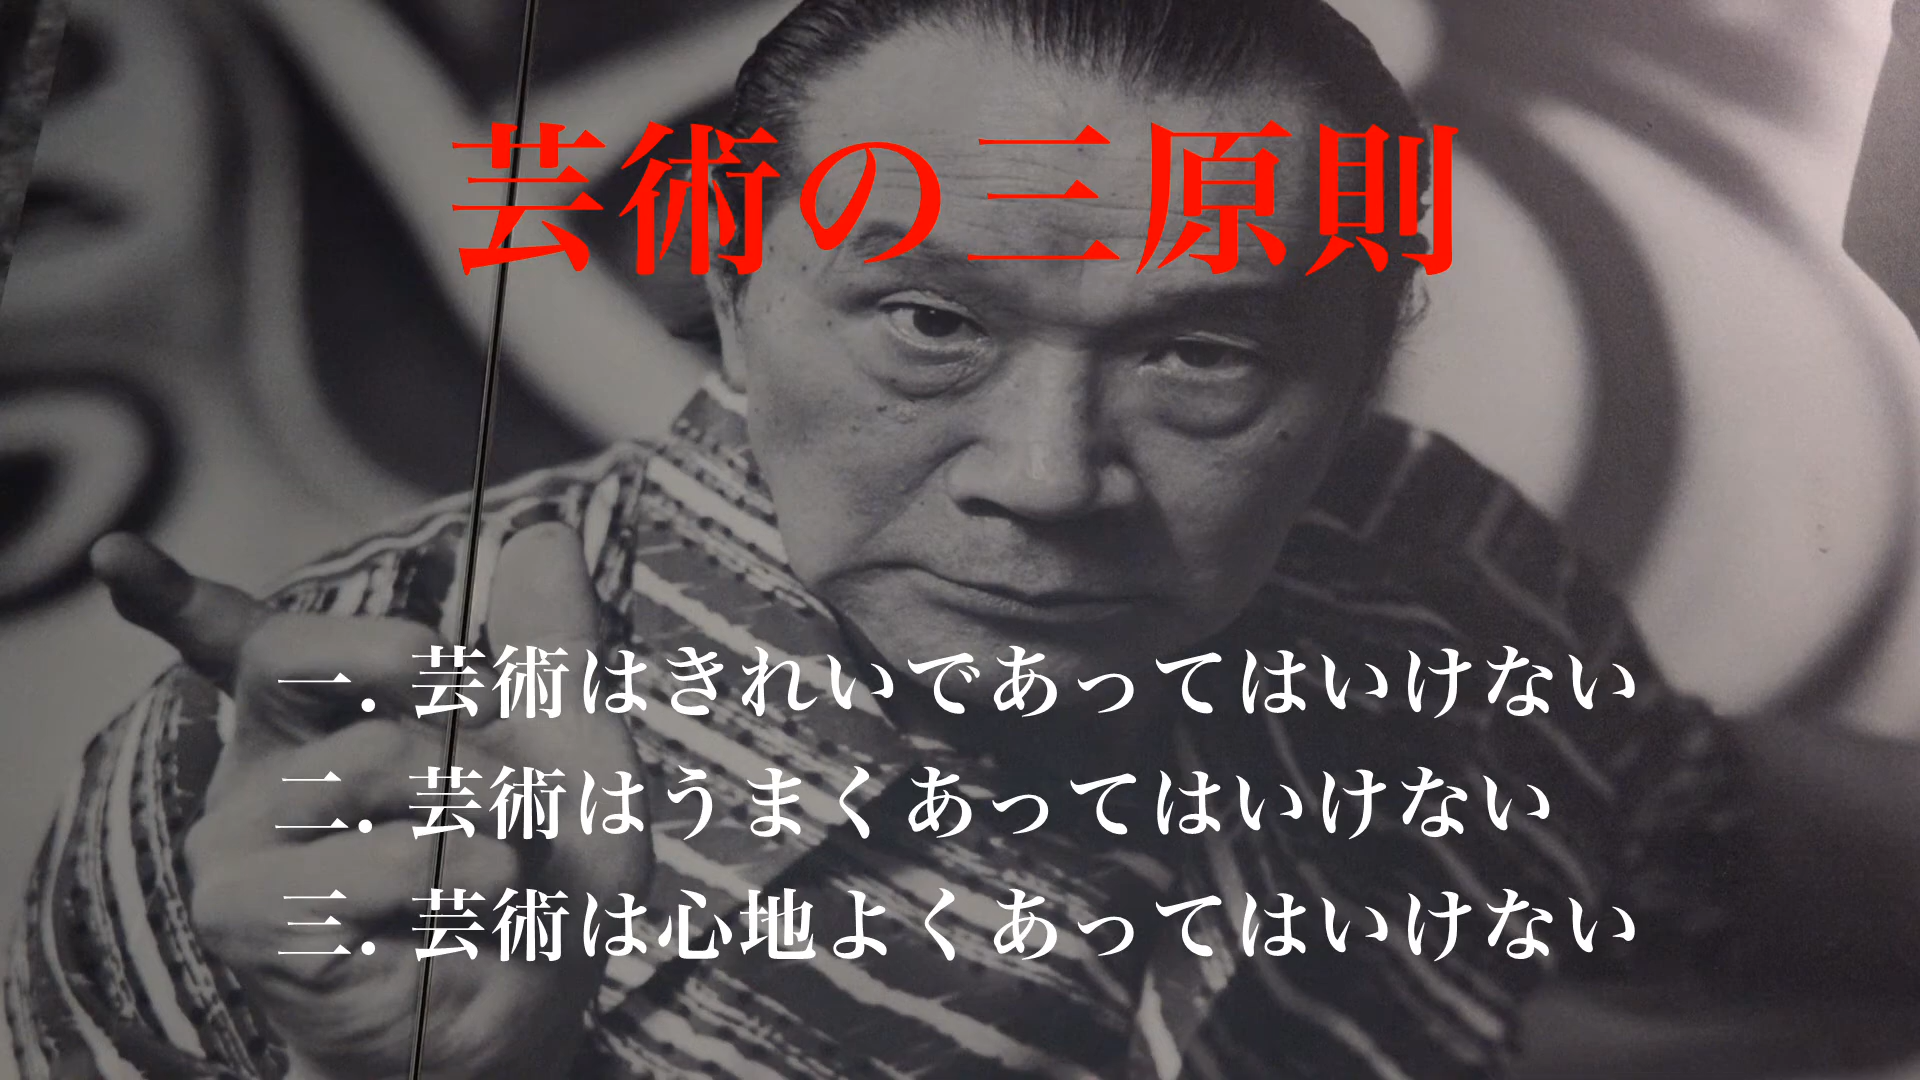 芸術の三原則
一. 芸術はきれいであってはいけない
二. 芸術はうまくあってはいけない
三. 芸術は心地よくあってはいけない